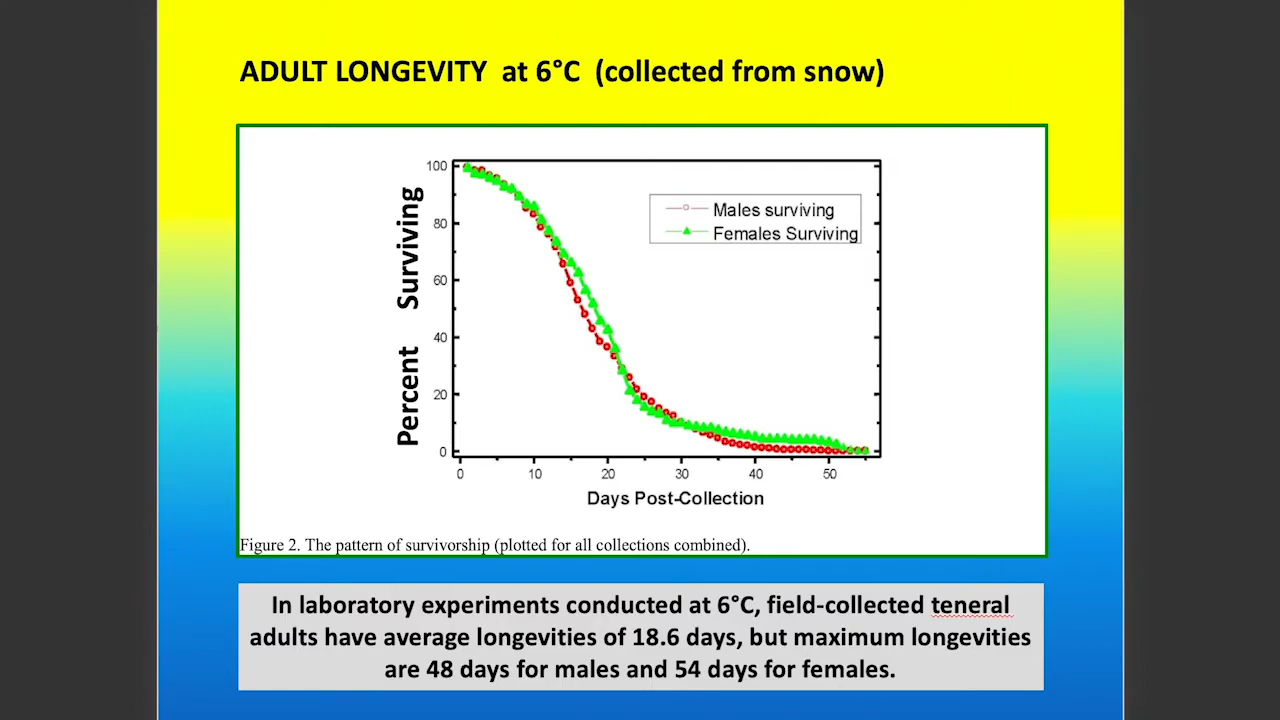 ADULT LONGEVITY at 6°C (collected from snow)
Percent Surviving
100
80
60
40
20
0
Males surviving
Females Surviving
0 10 20 30 40 50
Days Post-Collection
Figure 2. The pattern of survivorship (plotted for all collections combined).
In laboratory experiments conducted at 6°C, field-collected teneral
adults have average longevities of 18.6 days, but maximum longevities
are 48 days for males and 54 days for females.